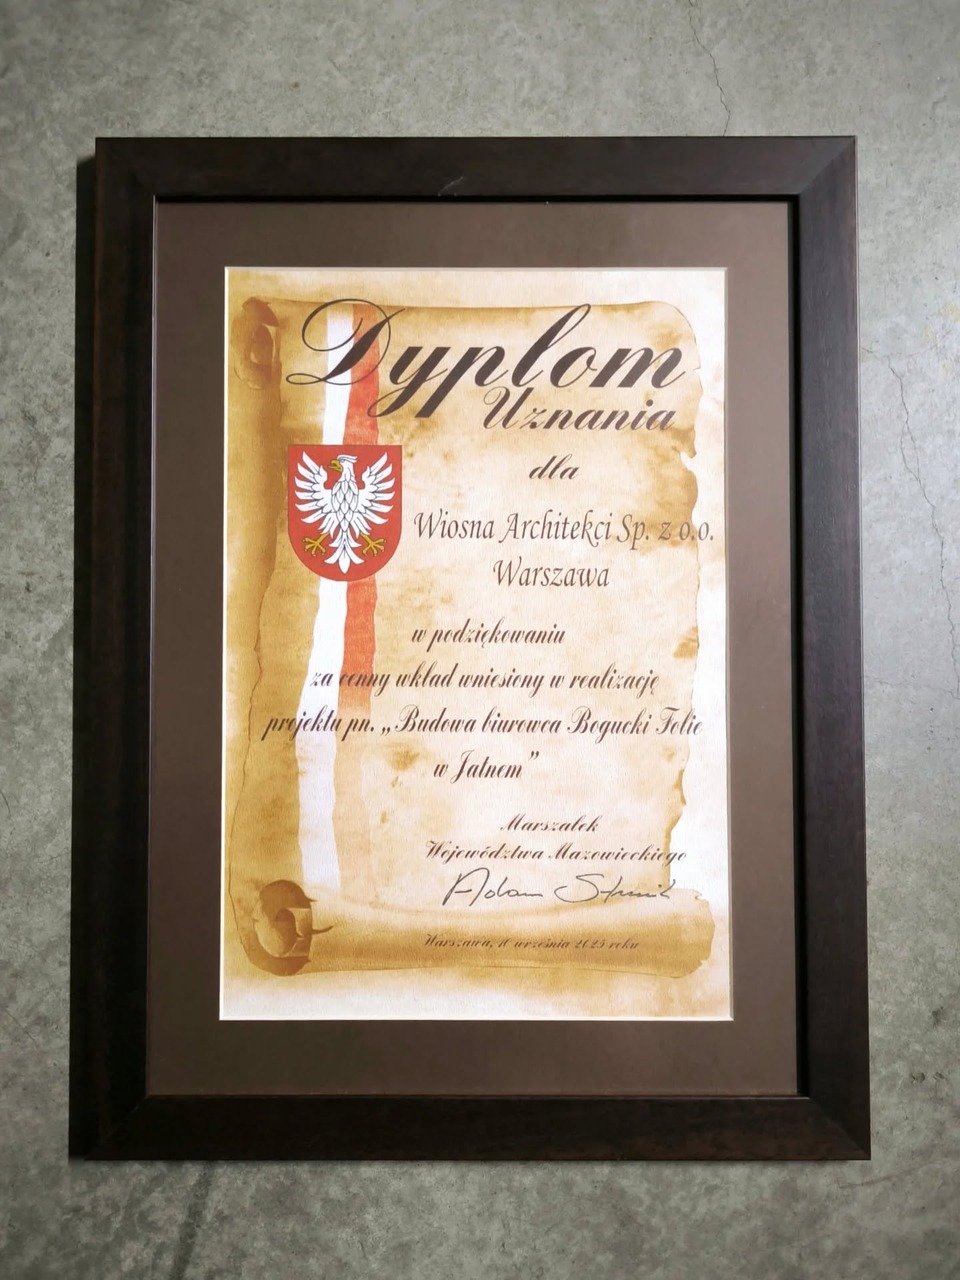 Dyplom
Uznania
dla
Wiosna Architekci Sp. z o.o.
Warszawa
w podziękowaniu
za cenny wkład wniesiony w realizację
projektu pn. „Budowa biurowca Bogucki Folie
w Jatnem”
Marszałek
Województwa Mazowieckiego
Adam Struzik
Warszawa, 10 września 2025 roku